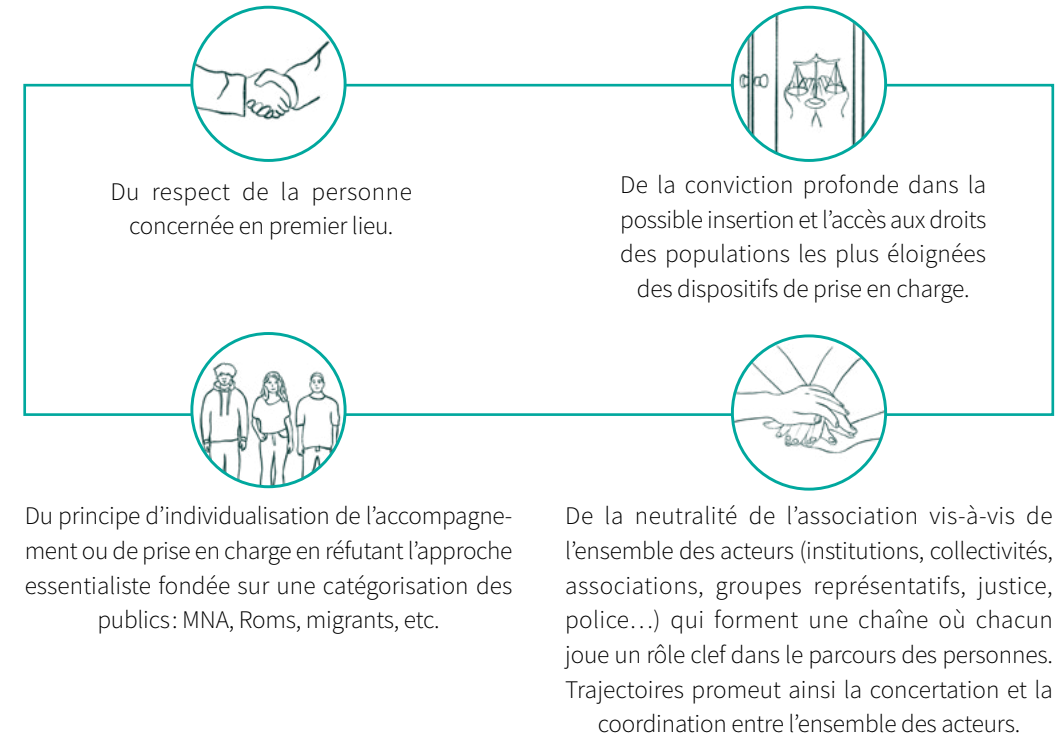 Du respect de la personne
concernée en premier lieu.
De la conviction profonde dans la
possible insertion et l’accès aux droits
des populations les plus éloignées
des dispositifs de prise en charge.
Du principe d’individualisation de l’accompagne-
ment ou de prise en charge en réfutant l’approche
essentialiste fondée sur une catégorisation des
publics : MNA, Roms, migrants, etc.
De la neutralité de l’association vis-à-vis de
l’ensemble des acteurs (institutions, collectivités,
associations, groupes représentatifs, justice,
police…) qui forment une chaîne où chacun
joue un rôle clef dans le parcours des personnes.
Trajectoires promeut ainsi la concertation et la
coordination entre l’ensemble des acteurs.